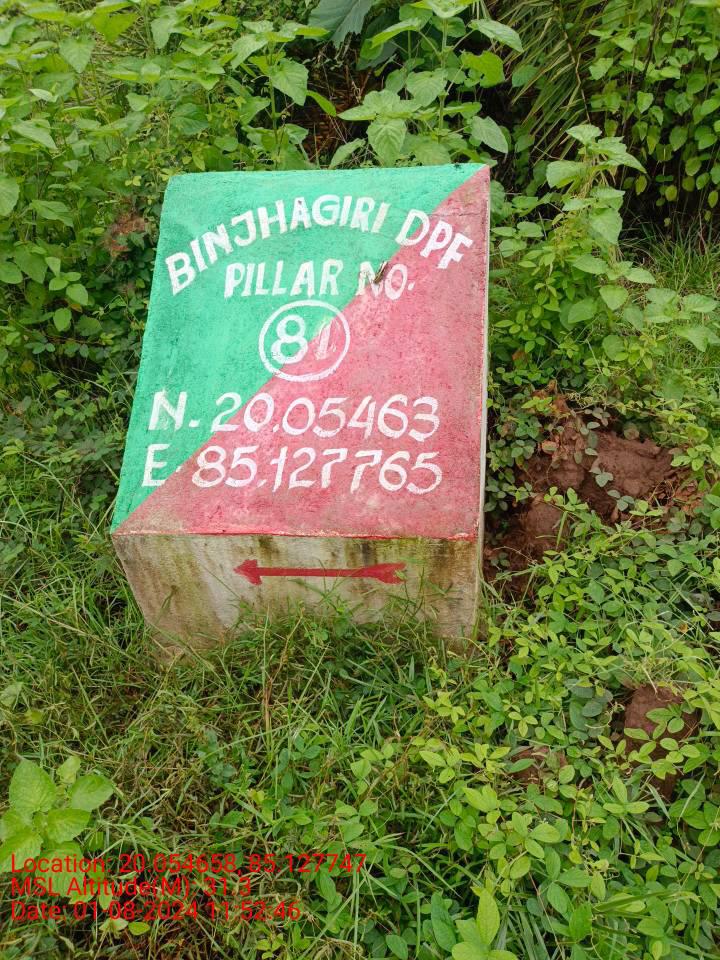 BINJHAGIRI DPF
PILLAR NO.
81
N. 20.05463
E. 85.127765
Location: 20.054658, 85.127747
MSL Altitude(M) 31.3
Date: 01-08-2024 11:52:46